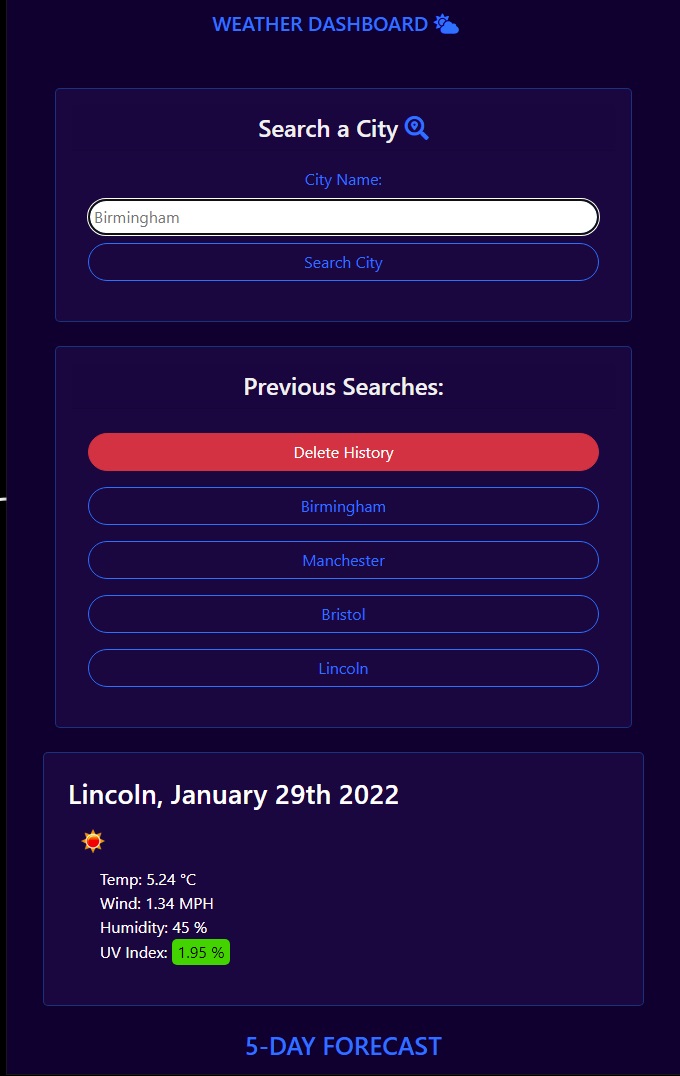 WEATHER DASHBOARD
Search a City
City Name:
Birmingham
Search City
Previous Searches:
Delete History
Birmingham
Manchester
Bristol
Lincoln
Lincoln, January 29th 2022
Temp: 5.24 °C
Wind: 1.34 MPH
Humidity: 45 %
UV Index: 1.95 %
5-DAY FORECAST